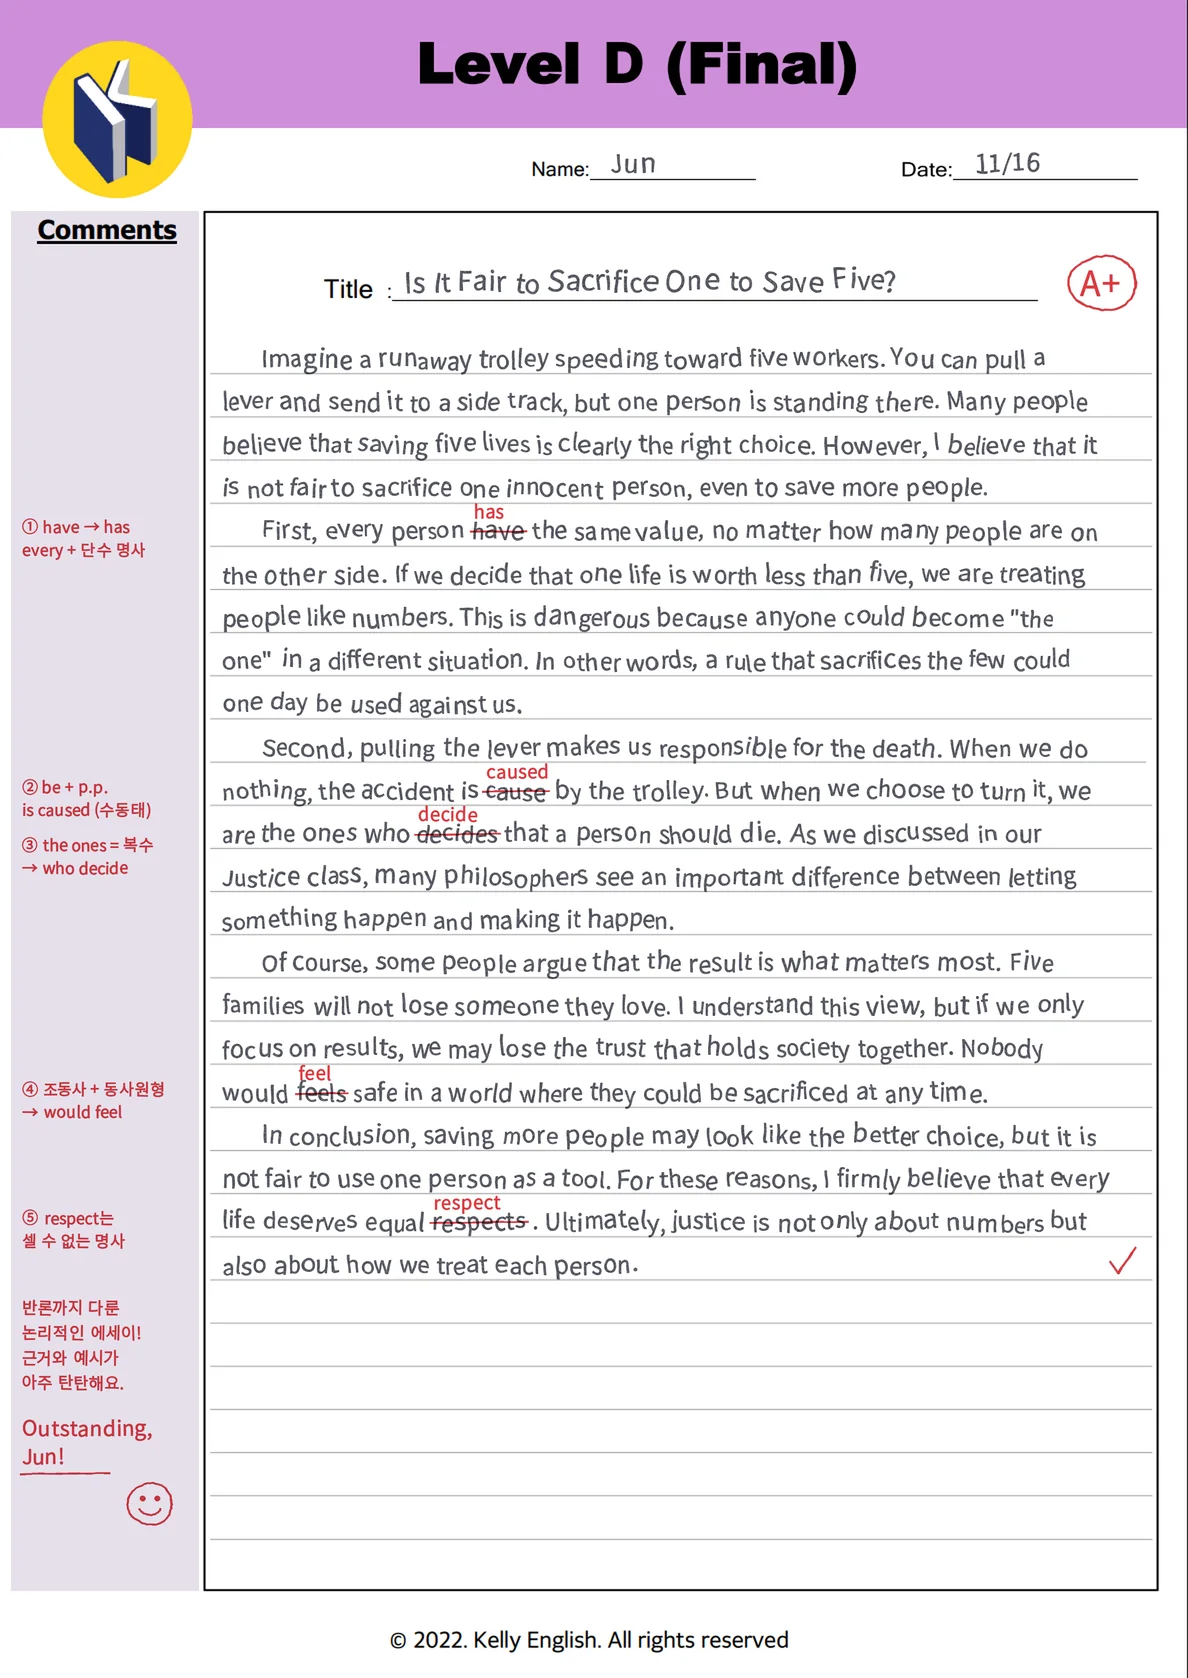 Level D (Final)
Name: Jun
Date: 11/16
Comments
① have → has
every + 단수 명사
② be + p.p.
is caused (수동태)
③ the ones = 복수
→ who decide
④ 조동사 + 동사원형
→ would feel
⑤ respect는
셀 수 없는 명사
반론까지 다룬
논리적인 에세이!
근거와 예시가
아주 탄탄해요.
Outstanding,
Jun!
Title : Is It Fair to Sacrifice One to Save Five?
A+
Imagine a runaway trolley speeding toward five workers. You can pull a
lever and send it to a side track, but one person is standing there. Many people
believe that saving five lives is clearly the right choice. However, I believe that it
is not fair to sacrifice one innocent person, even to save more people.
has
First, every person have the same value, no matter how many people are on
the other side. If we decide that one life is worth less than five, we are treating
people like numbers. This is dangerous because anyone could become "the
one" in a different situation. In other words, a rule that sacrifices the few could
one day be used against us.
Second, pulling the lever makes us responsible for the death. When we do
caused
nothing, the accident is cause by the trolley. But when we choose to turn it, we
decide
are the ones who decides that a person should die. As we discussed in our
Justice class, many philosophers see an important difference between letting
something happen and making it happen.
Of course, some people argue that the result is what matters most. Five
families will not lose someone they love. I understand this view, but if we only
focus on results, we may lose the trust that holds society together. Nobody
feel
would feels safe in a world where they could be sacrificed at any time.
In conclusion, saving more people may look like the better choice, but it is
not fair to use one person as a tool. For these reasons, I firmly believe that every
respect
life deserves equal respects. Ultimately, justice is not only about numbers but
also about how we treat each person.
© 2022. Kelly English. All rights reserved